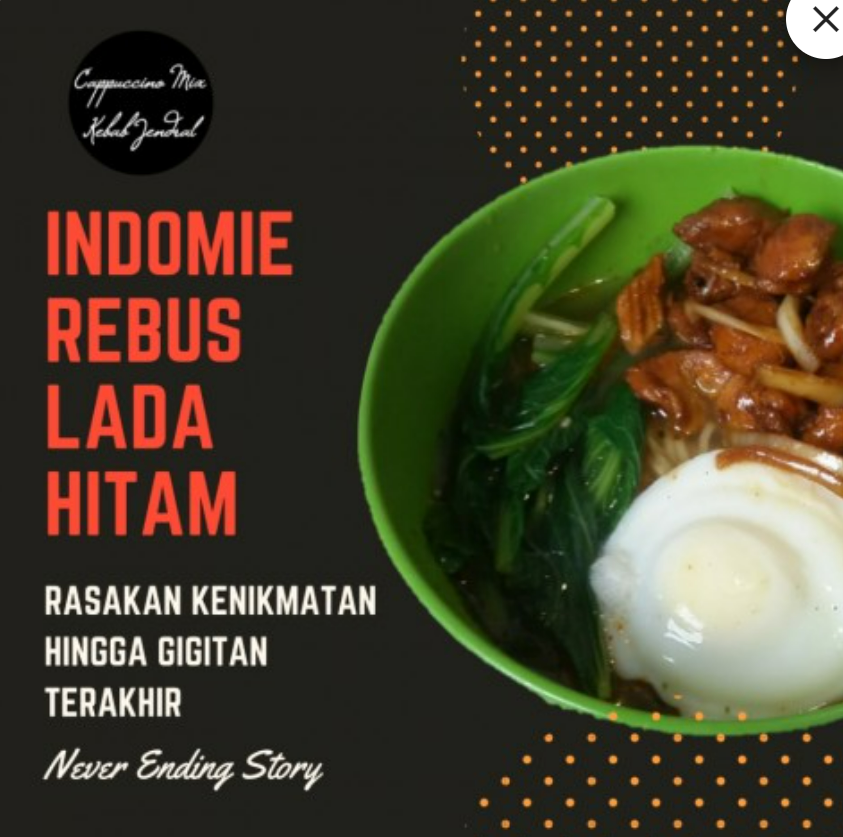 Cappuccino Mix
Kebab Jendral
INDOMIE
REBUS
LADA
HITAM
RASAKAN KENIKMATAN
HINGGA GIGITAN
TERAKHIR
Never Ending Story